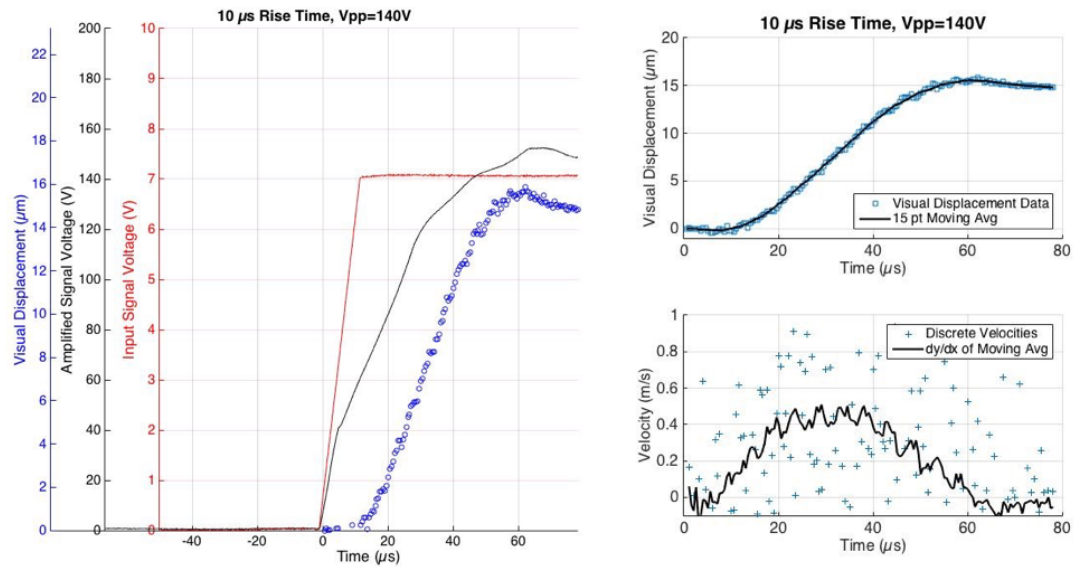 10 µs Rise Time, Vpp=140V
22
20
18
16
14
12
10
8
6
4
2
0
Visual Displacement (µm)
200
180
160
140
120
100
80
60
40
20
0
Amplified Signal Voltage (V)
10
9
8
7
6
5
4
3
2
1
0
Input Signal Voltage (V)
-40 -20 0 20 40 60
Time (µs)
10 µs Rise Time, Vpp=140V
20
15
10
5
0
Visual Displacement (µm)
Visual Displacement Data
15 pt Moving Avg
0 20 40 60 80
Time (µs)
1
0.8
0.6
0.4
0.2
0
Velocity (m/s)
Discrete Velocities
dy/dx of Moving Avg
0 20 40 60 80
Time (µs)